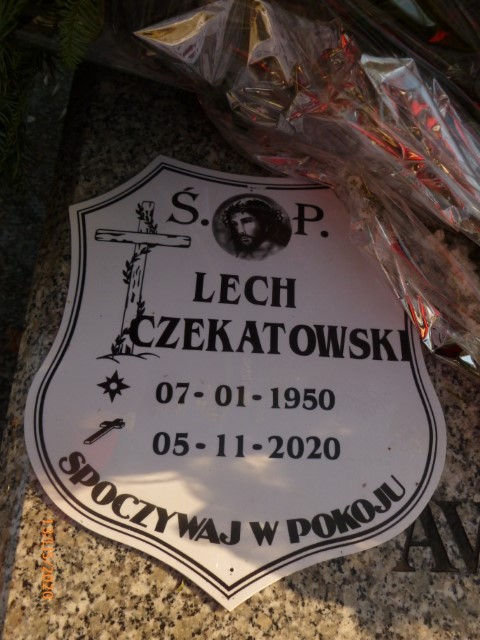 Ś. P.
LECH
CZEKATOWSKI
07-01-1950
05-11-2020
SPOCZYWAJ W POKOJU